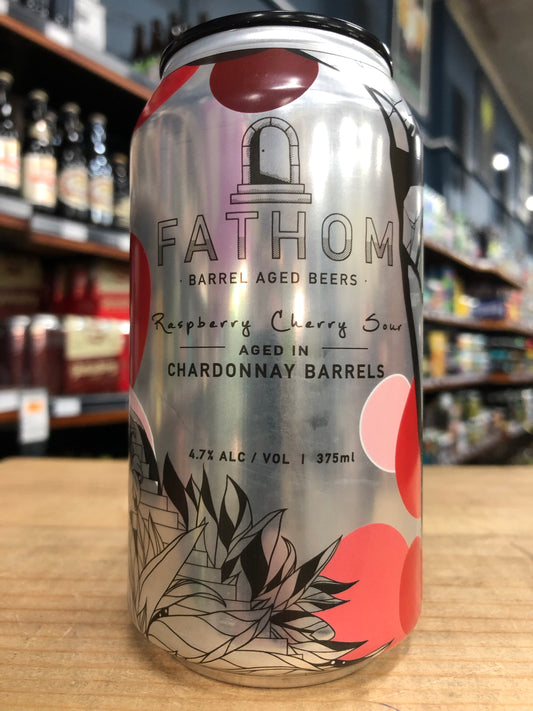 FATHOM
· BARREL AGED BEERS ·
Raspberry Cherry Sour
AGED IN
CHARDONNAY BARRELS
4.7% ALC / VOL | 375ml